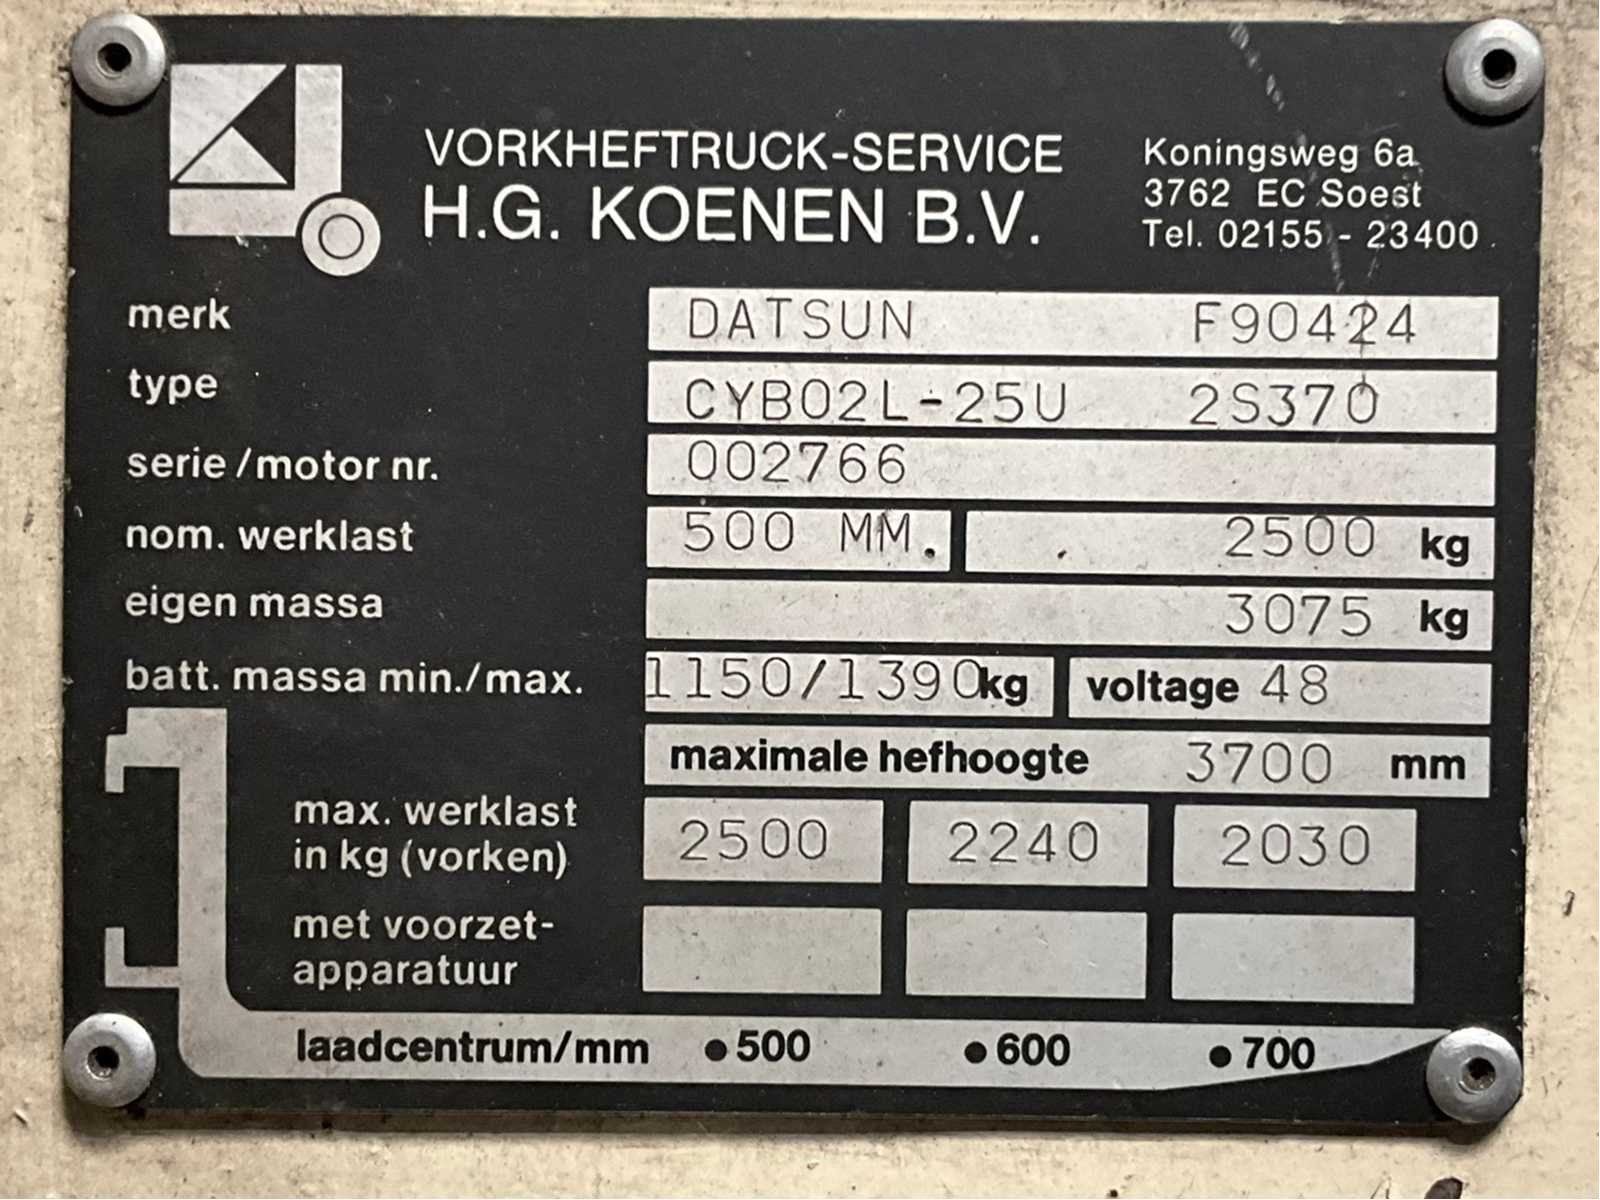 VORKHEFTRUCK-SERVICE
H.G. KOENEN B.V.
Koningsweg 6a
3762 EC Soest
Tel. 02155 - 23400
merk DATSUN F90424
type CYB02L-25U 2S370
serie/motor nr. 002766
nom. werklast 500 MM. 2500 kg
eigen massa 3075 kg
batt. massa min./max. 1150/1390kg voltage 48
maximale hefhoogte 3700 mm
max. werklast
in kg (vorken) 2500 2240 2030
met voorzet-
apparatuur
laadcentrum/mm • 500 • 600 • 700